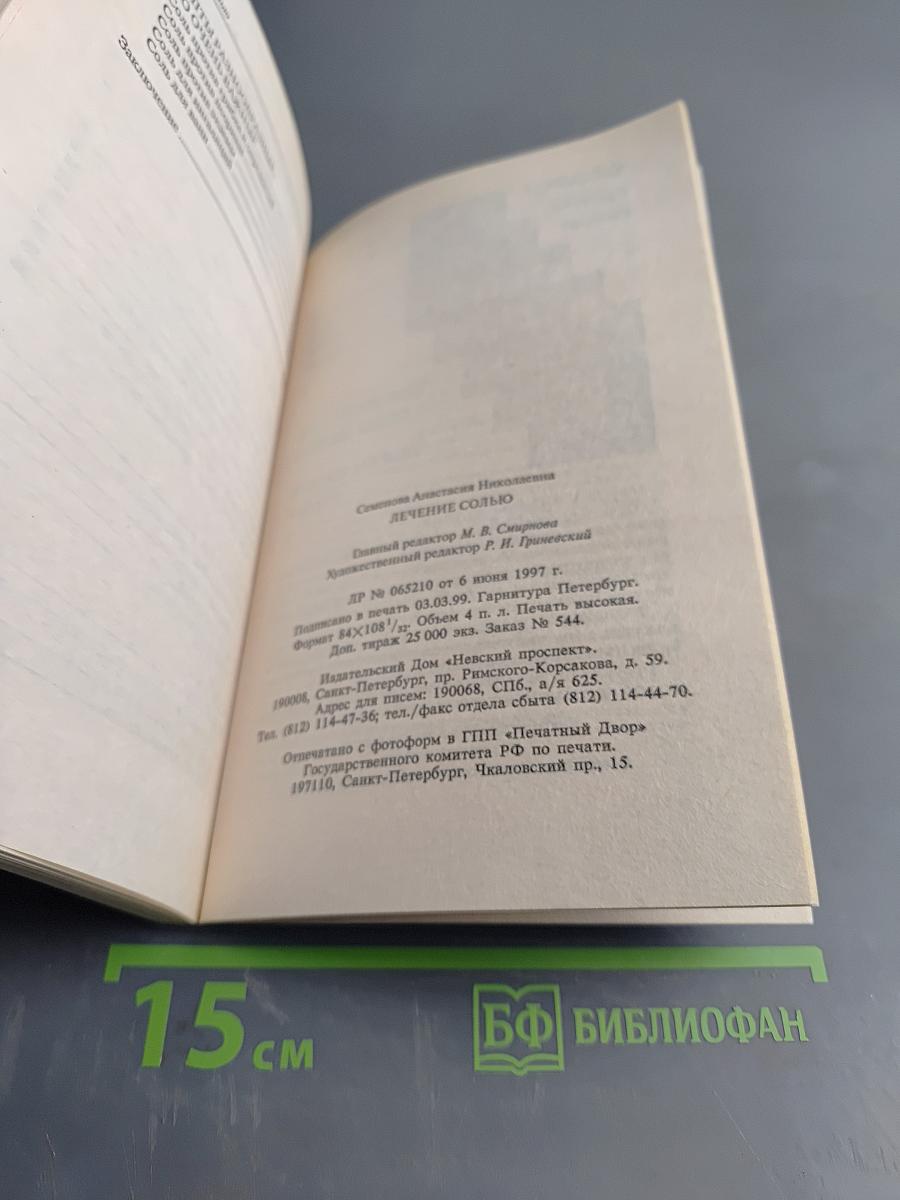 Соль для ванн
Заключение
Семенова Анастасия Николаевна
ЛЕЧЕНИЕ СОЛЬЮ
Главный редактор М. В. Смирнова
Художественный редактор Р. И. Гриневский
ЛР № 065210 от 6 июня 1997 г.
Подписано в печать 03.03.99. Гарнитура Петербург.
Формат 84×108 1/32. Объем 4 п. л. Печать высокая.
Доп. тираж 25 000 экз. Заказ № 544.
Издательский Дом «Невский проспект».
190008, Санкт-Петербург, пр. Римского-Корсакова, д. 59.
Адрес для писем: 190068, СПб., а/я 625.
Тел. (812) 114-47-36; тел./факс отдела сбыта (812) 114-44-70.
Отпечатано с фотоформ в ГПП «Печатный Двор»
Государственного комитета РФ по печати.
197110, Санкт-Петербург, Чкаловский пр., 15.
15 см
БФ БИБЛИОФАН